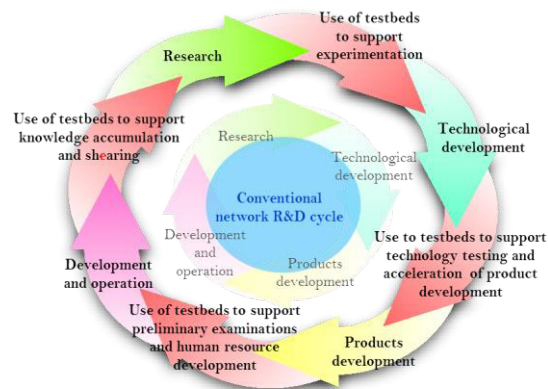 Research
Use of testbeds
to support
experimentation
Technological
development
Use to testbeds to support
technology testing and
acceleration of product
development
Products
development
Use of testbeds to support
preliminary examinations
and human resource
development
Development
and operation
Use of testbeds to support
knowledge accumulation
and shearing
Research
Technological
development
Products
development
Development
and
operation
Conventional
network R&D cycle